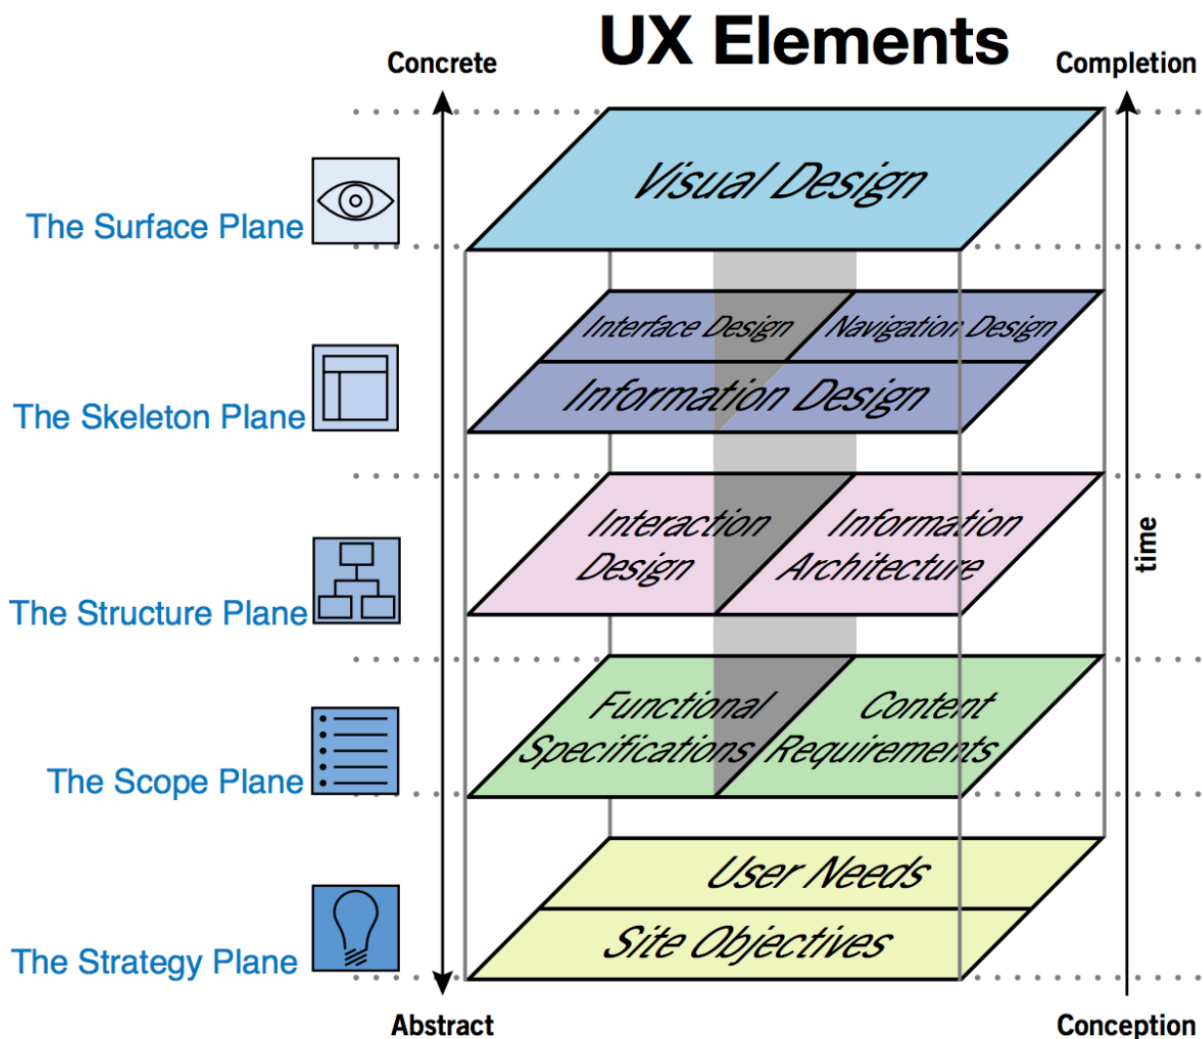 UX Elements
Concrete
Completion
Visual Design
The Surface Plane
Interface Design
Navigation Design
Information Design
The Skeleton Plane
Interaction
Design
Information
Architecture
time
The Structure Plane
Functional
Specifications
Content
Requirements
The Scope Plane
User Needs
Site Objectives
The Strategy Plane
Abstract
Conception